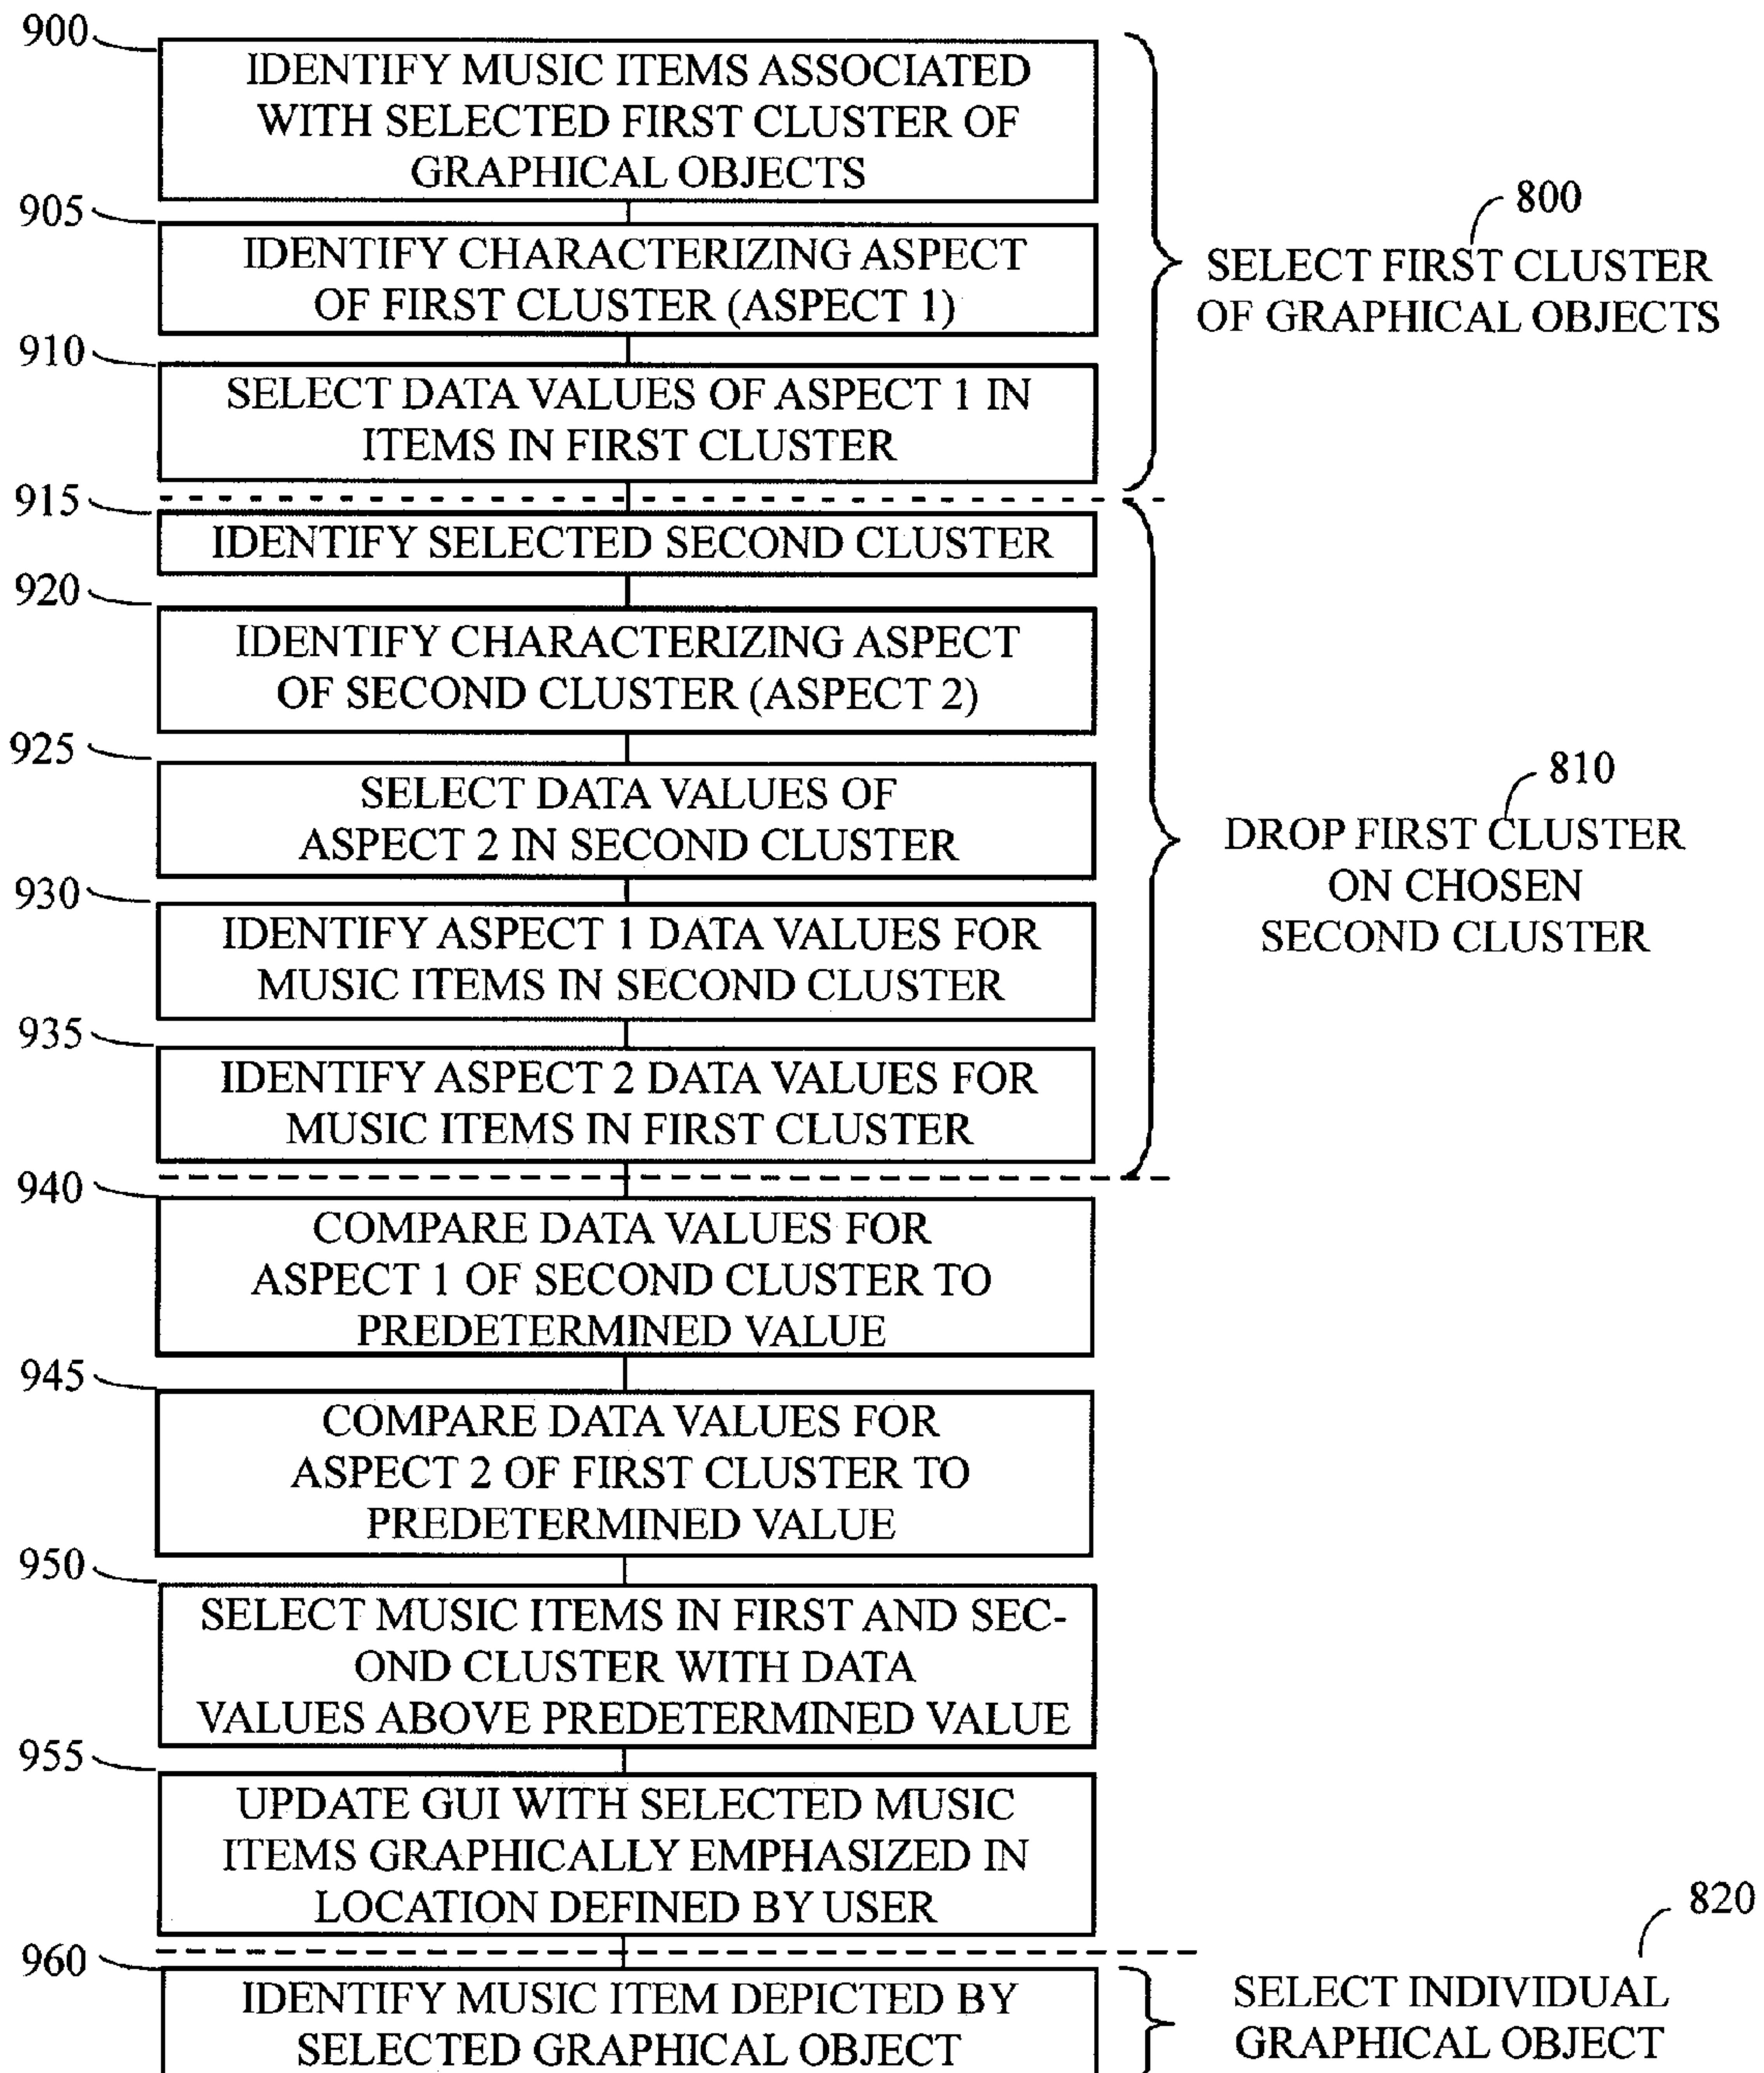 900
IDENTIFY MUSIC ITEMS ASSOCIATED
WITH SELECTED FIRST CLUSTER OF
GRAPHICAL OBJECTS
905
IDENTIFY CHARACTERIZING ASPECT
OF FIRST CLUSTER (ASPECT 1)
910
SELECT DATA VALUES OF ASPECT 1 IN
ITEMS IN FIRST CLUSTER
800
SELECT FIRST CLUSTER
OF GRAPHICAL OBJECTS
915
IDENTIFY SELECTED SECOND CLUSTER
920
IDENTIFY CHARACTERIZING ASPECT
OF SECOND CLUSTER (ASPECT 2)
925
SELECT DATA VALUES OF
ASPECT 2 IN SECOND CLUSTER
930
IDENTIFY ASPECT 1 DATA VALUES FOR
MUSIC ITEMS IN SECOND CLUSTER
935
IDENTIFY ASPECT 2 DATA VALUES FOR
MUSIC ITEMS IN FIRST CLUSTER
810
DROP FIRST CLUSTER
ON CHOSEN
SECOND CLUSTER
940
COMPARE DATA VALUES FOR
ASPECT 1 OF SECOND CLUSTER TO
PREDETERMINED VALUE
945
COMPARE DATA VALUES FOR
ASPECT 2 OF FIRST CLUSTER TO
PREDETERMINED VALUE
950
SELECT MUSIC ITEMS IN FIRST AND SEC-
OND CLUSTER WITH DATA
VALUES ABOVE PREDETERMINED VALUE
955
UPDATE GUI WITH SELECTED MUSIC
ITEMS GRAPHICALLY EMPHASIZED IN
LOCATION DEFINED BY USER
960
IDENTIFY MUSIC ITEM DEPICTED BY
SELECTED GRAPHICAL OBJECT
820
SELECT INDIVIDUAL
GRAPHICAL OBJECT